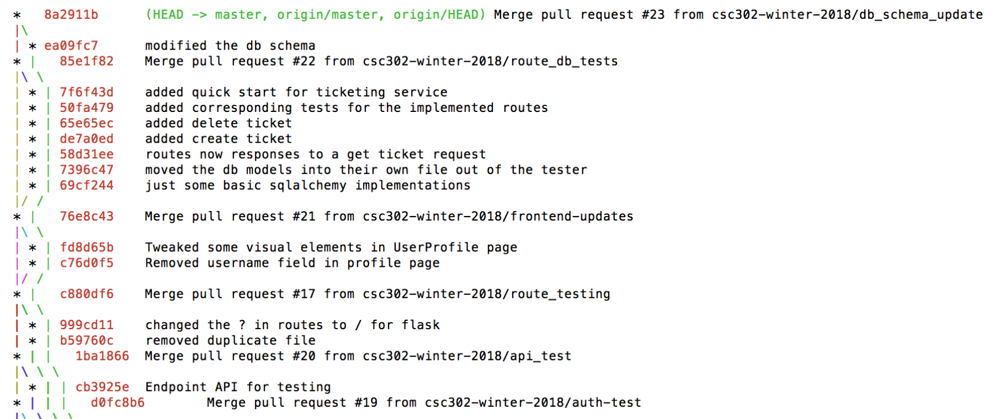 *   8a2911b      (HEAD -> master, origin/master, origin/HEAD) Merge pull request #23 from csc302-winter-2018/db_schema_update
|\
| * ea09fc7      modified the db schema
* |   85e1f82    Merge pull request #22 from csc302-winter-2018/route_db_tests
|\ \
| * | 7f6f43d    added quick start for ticketing service
| * | 50fa479    added corresponding tests for the implemented routes
| * | 65e65ec    added delete ticket
| * | de7a0ed    added create ticket
| * | 58d31ee    routes now responses to a get ticket request
| * | 7396c47    moved the db models into their own file out of the tester
| * | 69cf244    just some basic sqlalchemy implementations
|/ /
* |   76e8c43    Merge pull request #21 from csc302-winter-2018/frontend-updates
|\ \
| * | fd8d65b    Tweaked some visual elements in UserProfile page
| * | c76d0f5    Removed username field in profile page
|/ /
* |   c880df6    Merge pull request #17 from csc302-winter-2018/route_testing
|\ \
| * | 999cd11    changed the ? in routes to / for flask
| * | b59760c    removed duplicate file
* | |   1ba1866  Merge pull request #20 from csc302-winter-2018/api_test
|\ \ \
| * | | cb3925e  Endpoint API for testing
* | | |   d0fc8b6        Merge pull request #19 from csc302-winter-2018/auth-test
|\ \ \ \